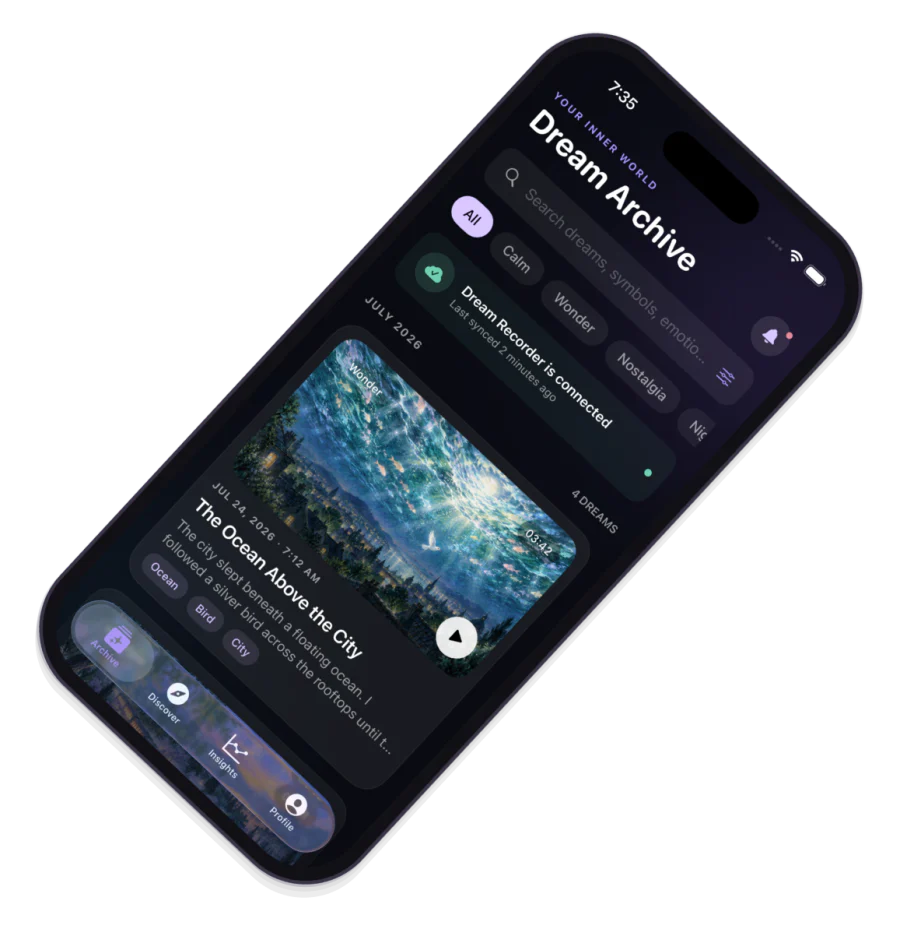 7:35
YOUR INNER WORLD
Dream Archive
Search dreams, symbols, emotio...
All
Calm
Wonder
Nostalgia
Dream Recorder is connected
Last synced 2 minutes ago
JULY 2026
4 DREAMS
Wonder
03:42
JUL 24, 2026 · 7:12 AM
The Ocean Above the City
The city slept beneath a floating ocean. I
followed a silver bird across the rooftops until t...
Ocean
Bird
City
Archive
Discover
Insights
Profile